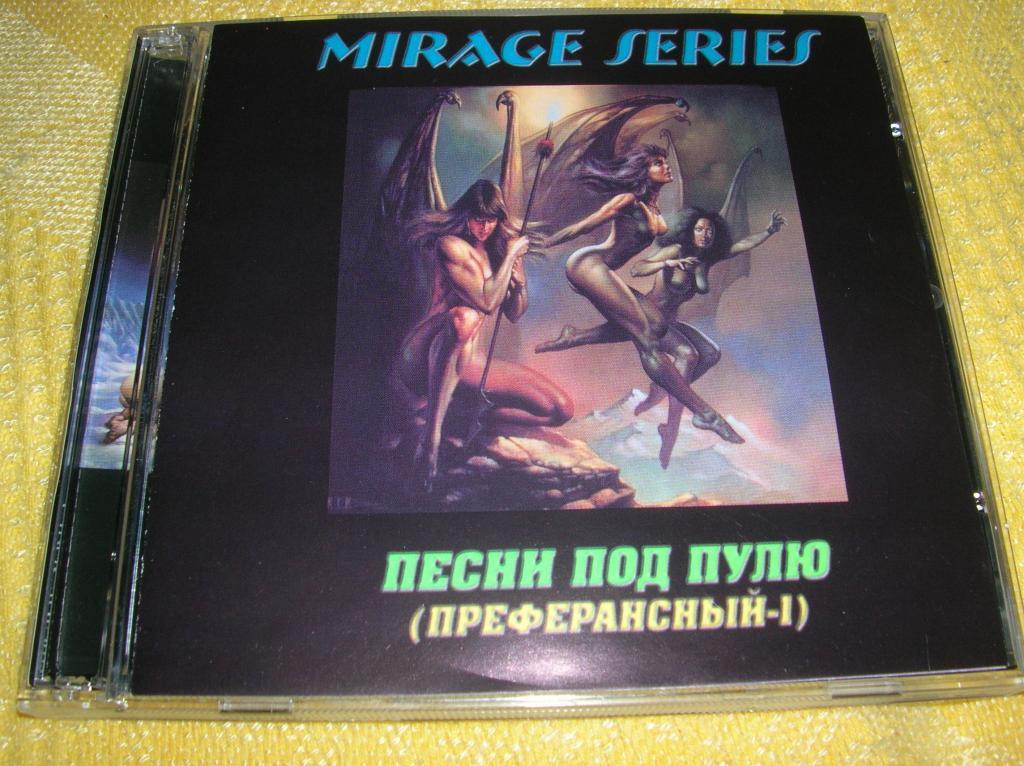 MIRAGE SERIES
ПЕСНИ ПОД ПУЛЮ
(ПРЕФЕРАНСНЫЙ-1)